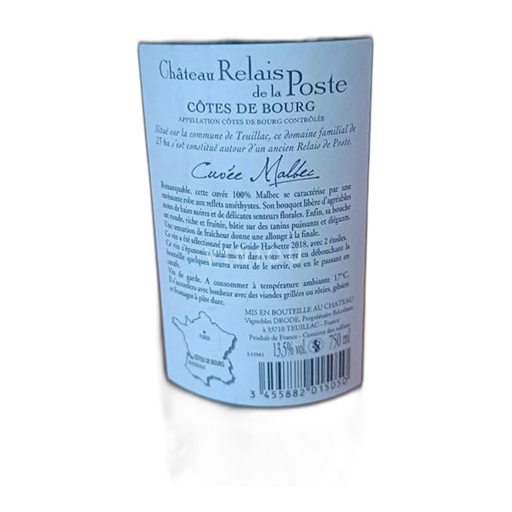 Château Relais
de la Poste
CÔTES DE BOURG
APPELLATION CÔTES DE BOURG CONTRÔLÉE
Situé sur la commune de Teuillac, ce domaine familial de
25 ha s'est constitué autour d'un ancien Relais de Poste.
Cuvée Malbec
Remarquable, cette cuvée 100% Malbec se caractérise par une
étonnante robe aux reflets améthystes. Son bouquet libère d'agréables
notes de baies noires et de délicates senteurs florales. Enfin, sa bouche
est ronde, riche et fruitée, bâtie sur des tanins puissants et élégants.
Une sensation de fraîcheur donne une allonge à la finale.
Ce vin a été sélectionné par le Guide Hachette 2018, avec 2 étoiles.
Ce vin s'épanouira dans votre verre en débouchant la
bouteille quelques heures avant de le servir, ou en le passant en
carafe.
Vin de garde. A consommer à température ambiante 17°C.
Il s'accordera avec bonheur avec des viandes grillées ou rôties, gibiers
et fromages à pâte dure.
MIS EN BOUTEILLE AU CHATEAU
Vignobles DRODE, Propriétaire Récoltant
à 33710 TEUILLAC - France
Produit de France - Contient des sulfites
13,5% vol. 750 ml
PARIS
CÔTES DE BOURG
BORDEAUX
3 455882 015050